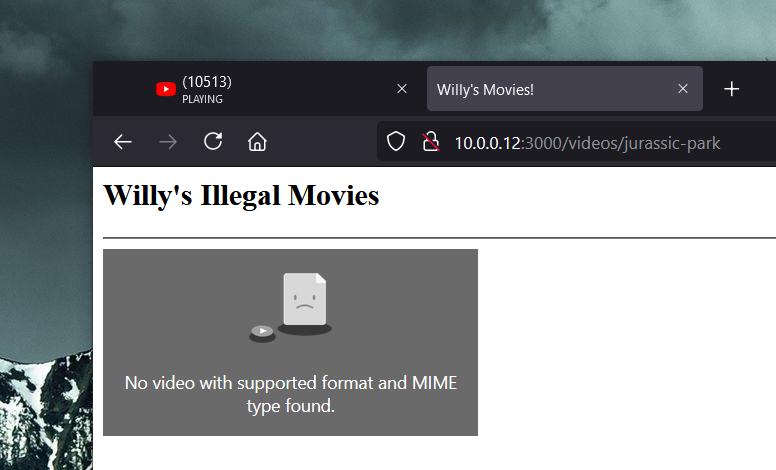 (10513)
PLAYING
Willy's Movies!
10.0.0.12:3000/videos/jurassic-park
Willy's Illegal Movies
No video with supported format and MIME
type found.